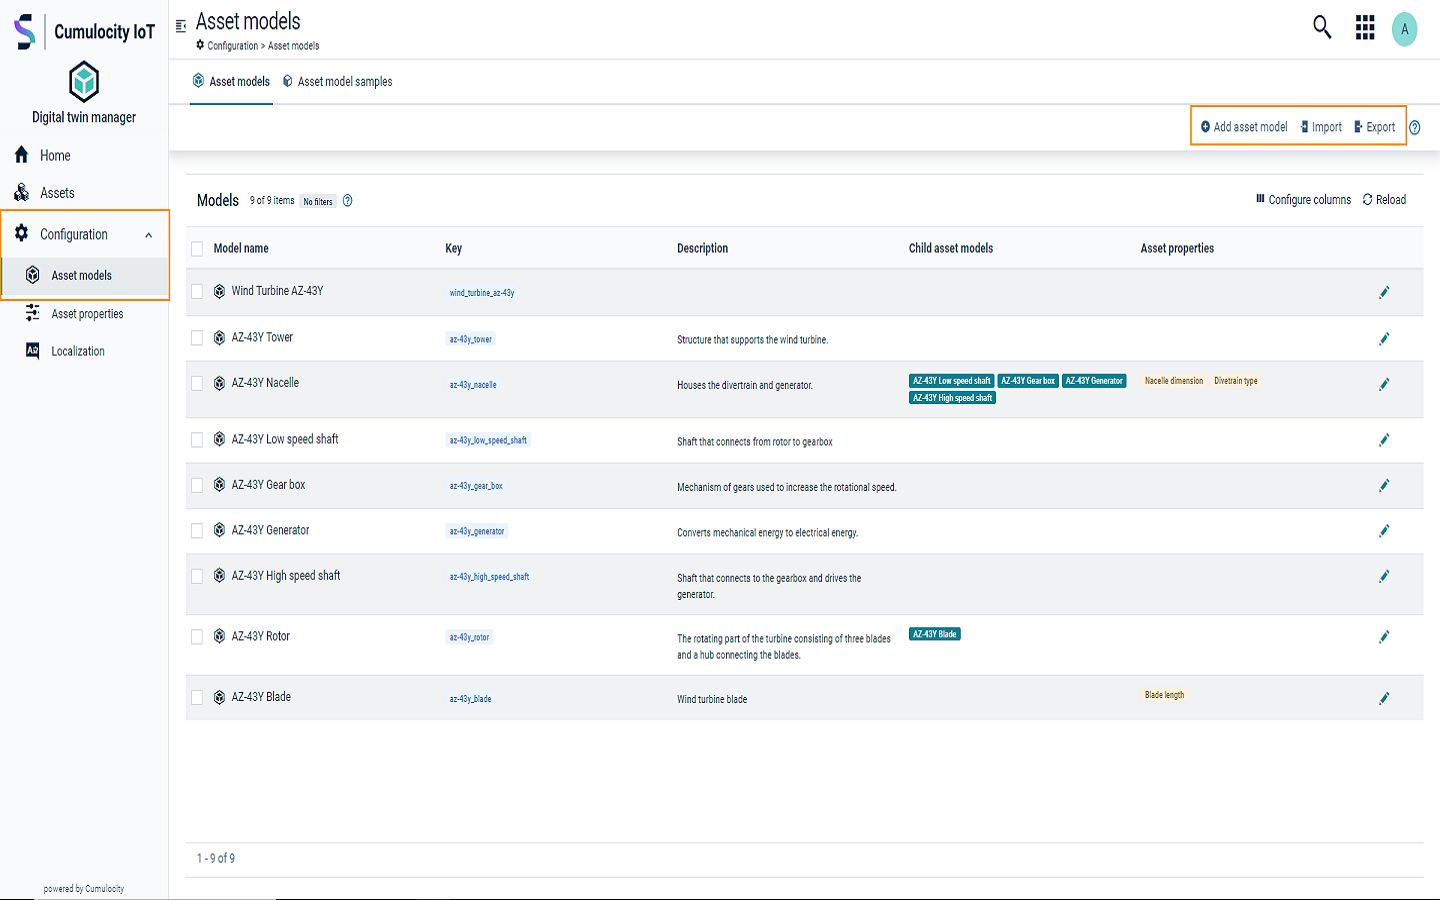 Cumulocity IoT
Digital twin manager
Home
Assets
Configuration
Asset models
Asset properties
Localization
powered by Cumulocity
Asset models
Configuration > Asset models
A
Asset models Asset model samples
Add asset model Import Export
Models 9 of 9 items No filters
Configure columns Reload
Model name Key Description Child asset models Asset properties
Wind Turbine AZ-43Y wind_turbine_az-43y
AZ-43Y Tower az-43y_tower Structure that supports the wind turbine.
AZ-43Y Nacelle az-43y_nacelle Houses the divertrain and generator. AZ-43Y Low speed shaft AZ-43Y Gear box AZ-43Y Generator Nacelle dimension Divetrain type
AZ-43Y High speed shaft
AZ-43Y Low speed shaft az-43y_low_speed_shaft Shaft that connects from rotor to gearbox
AZ-43Y Gear box az-43y_gear_box Mechanism of gears used to increase the rotational speed.
AZ-43Y Generator az-43y_generator Converts mechanical energy to electrical energy.
AZ-43Y High speed shaft az-43y_high_speed_shaft Shaft that connects to the gearbox and drives the
generator.
AZ-43Y Rotor az-43y_rotor The rotating part of the turbine consisting of three blades AZ-43Y Blade
and a hub connecting the blades.
AZ-43Y Blade az-43y_blade Wind turbine blade Blade length
1 - 9 of 9